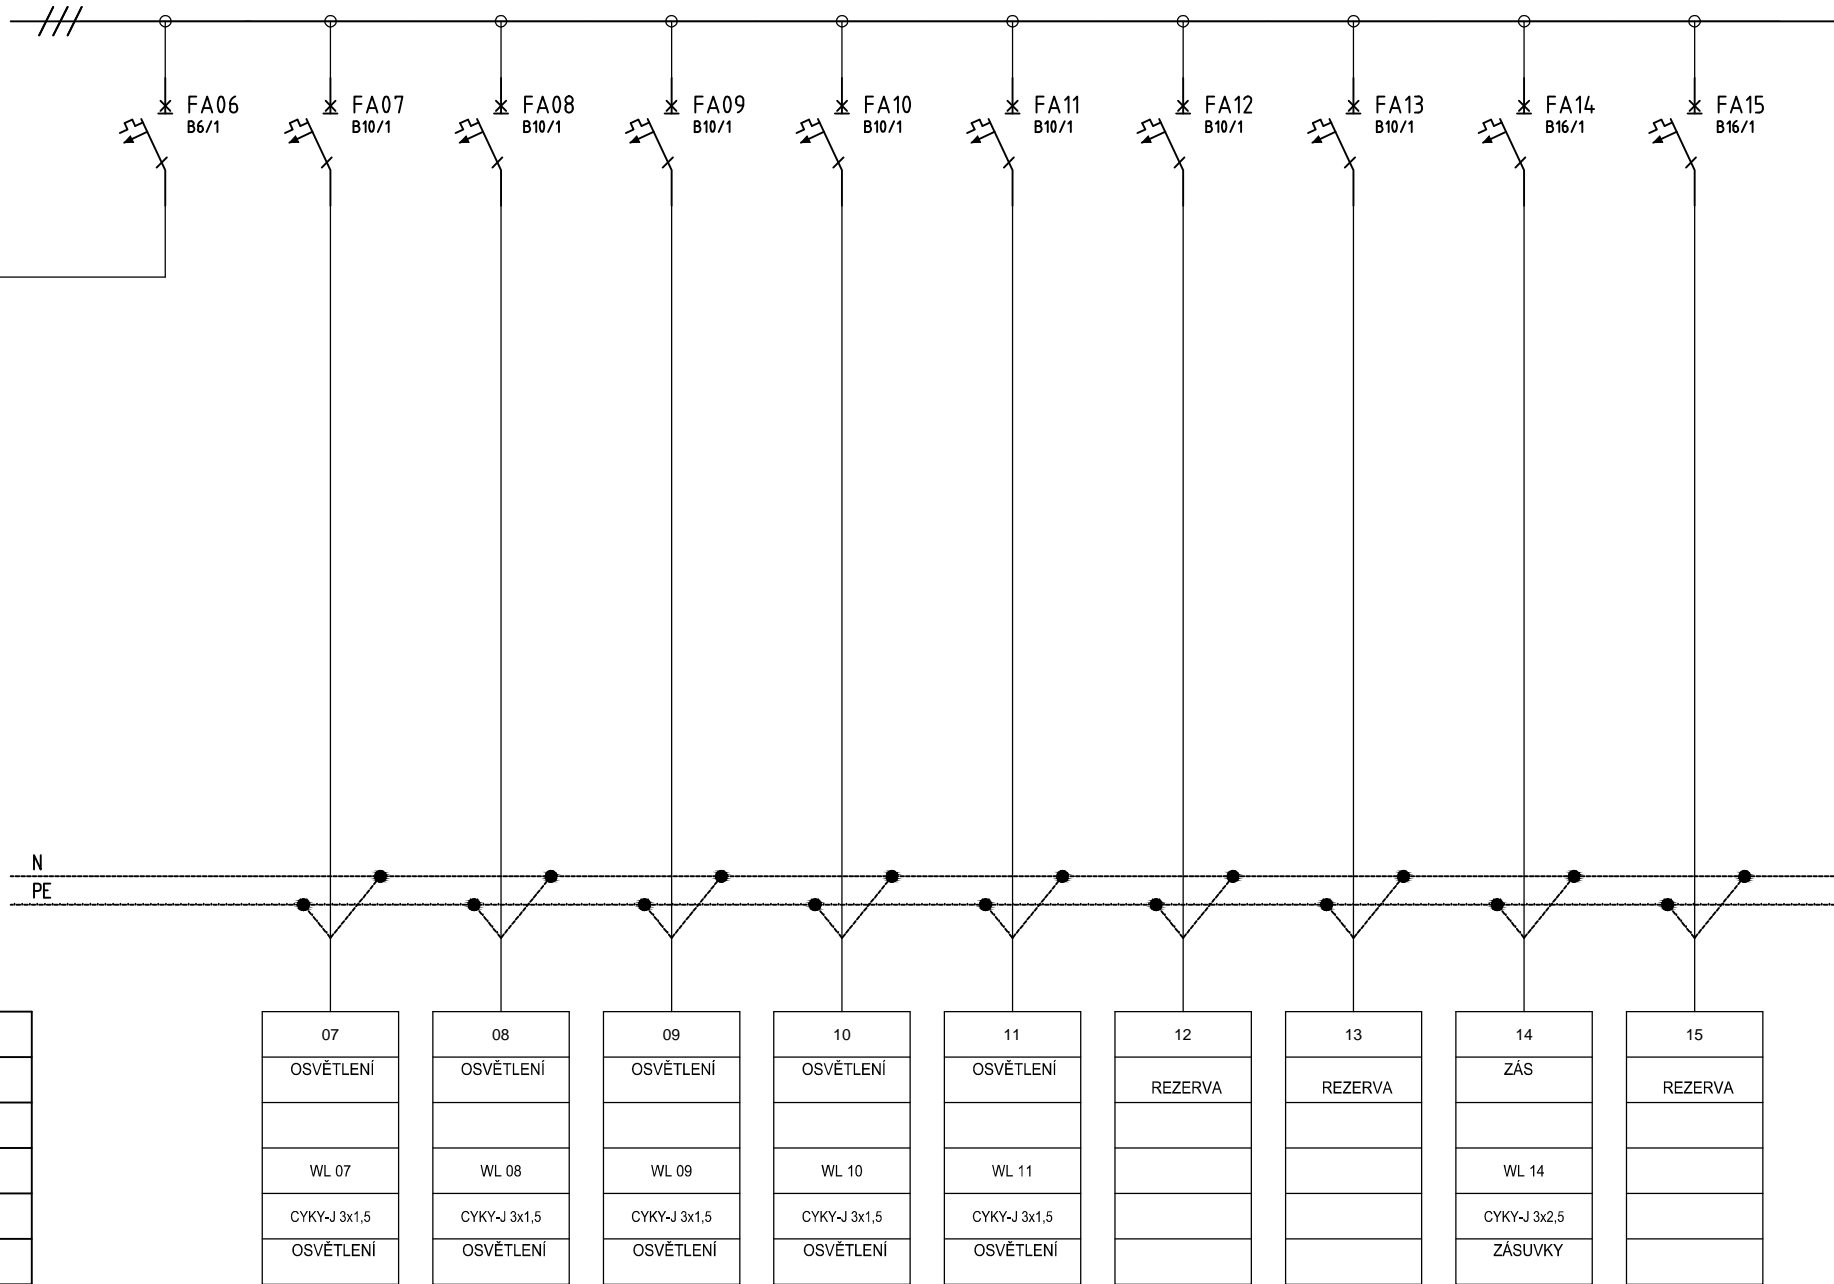 FA06 FA07 FA08 FA09 FA10 FA11 FA12 FA13 FA14 FA15
B6/1 B10/1 B10/1 B10/1 B10/1 B10/1 B10/1 B10/1 B16/1 B16/1
N
PE
07 08 09 10 11 12 13 14 15
OSVĚTLENÍ OSVĚTLENÍ OSVĚTLENÍ OSVĚTLENÍ OSVĚTLENÍ ZÁS
REZERVA REZERVA REZERVA
WL 07 WL 08 WL 09 WL 10 WL 11 WL 14
CYKY-J 3x1,5 CYKY-J 3x1,5 CYKY-J 3x1,5 CYKY-J 3x1,5 CYKY-J 3x1,5 CYKY-J 3x2,5
OSVĚTLENÍ OSVĚTLENÍ OSVĚTLENÍ OSVĚTLENÍ OSVĚTLENÍ ZÁSUVKY